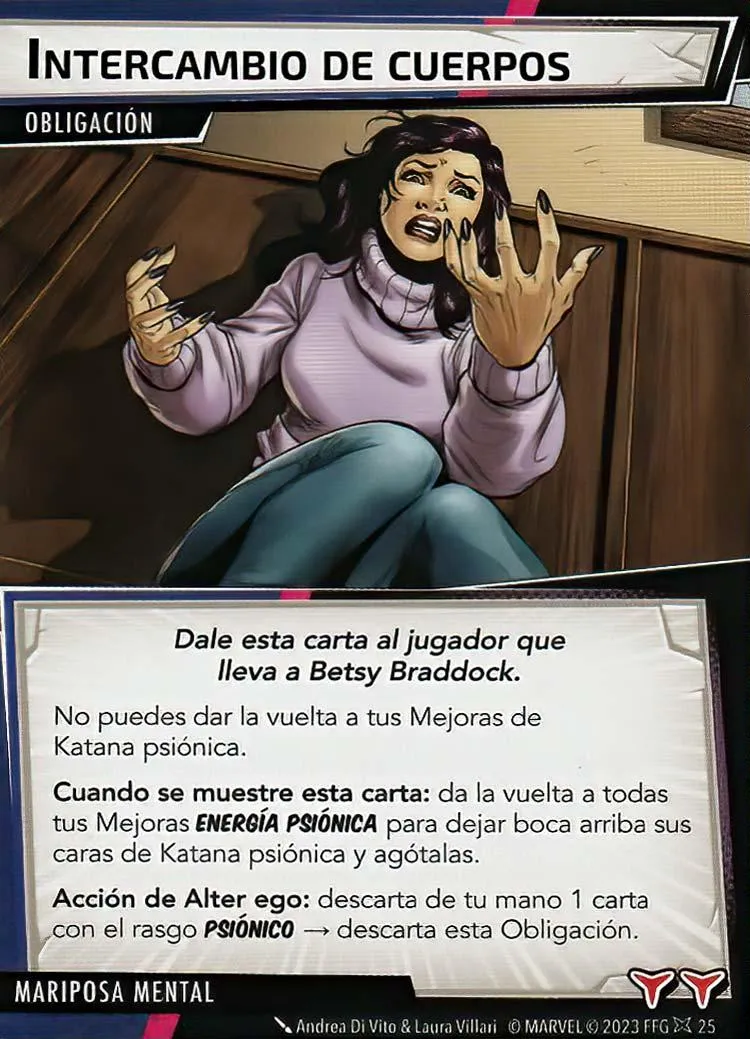 INTERCAMBIO DE CUERPOS
OBLIGACIÓN
Dale esta carta al jugador que
lleva a Betsy Braddock.
No puedes dar la vuelta a tus Mejoras de
Katana psiónica.
Cuando se muestre esta carta: da la vuelta a todas
tus Mejoras ENERGÍA PSIÓNICA para dejar boca arriba sus
caras de Katana psiónica y agótalas.
Acción de Alter ego: descarta de tu mano 1 carta
con el rasgo PSIÓNICO → descarta esta Obligación.
MARIPOSA MENTAL
Andrea Di Vito & Laura Villari © MARVEL © 2023 FFG 25